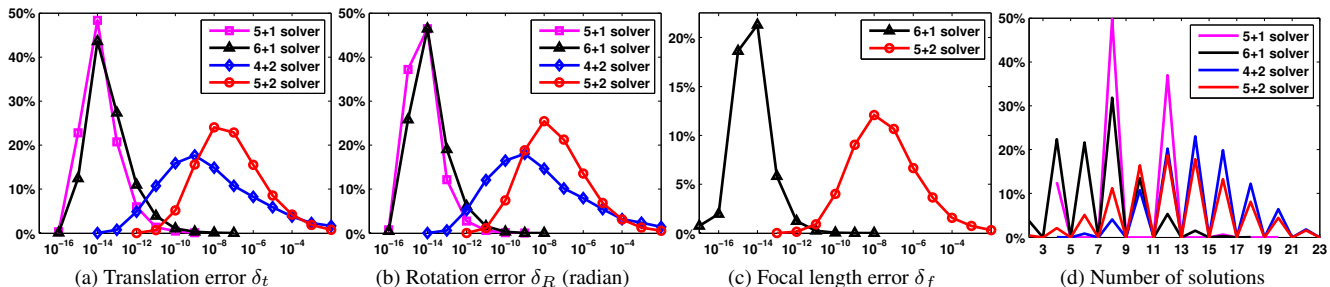 50%
40%
30%
20%
10%
0%
10⁻¹⁶ 10⁻¹⁴ 10⁻¹² 10⁻¹⁰ 10⁻⁸ 10⁻⁶ 10⁻⁴
5+1 solver
6+1 solver
4+2 solver
5+2 solver
(a) Translation error δₜ
50%
40%
30%
20%
10%
0%
10⁻¹⁶ 10⁻¹⁴ 10⁻¹² 10⁻¹⁰ 10⁻⁸ 10⁻⁶ 10⁻⁴
5+1 solver
6+1 solver
4+2 solver
5+2 solver
(b) Rotation error δ_R (radian)
20%
15%
10%
5%
0%
10⁻¹⁶ 10⁻¹⁴ 10⁻¹² 10⁻¹⁰ 10⁻⁸ 10⁻⁶ 10⁻⁴
6+1 solver
5+2 solver
(c) Focal length error δ_f
50%
40%
30%
20%
10%
0%
3 5 7 9 11 13 15 17 19 21 23
5+1 solver
6+1 solver
4+2 solver
5+2 solver
(d) Number of solutions